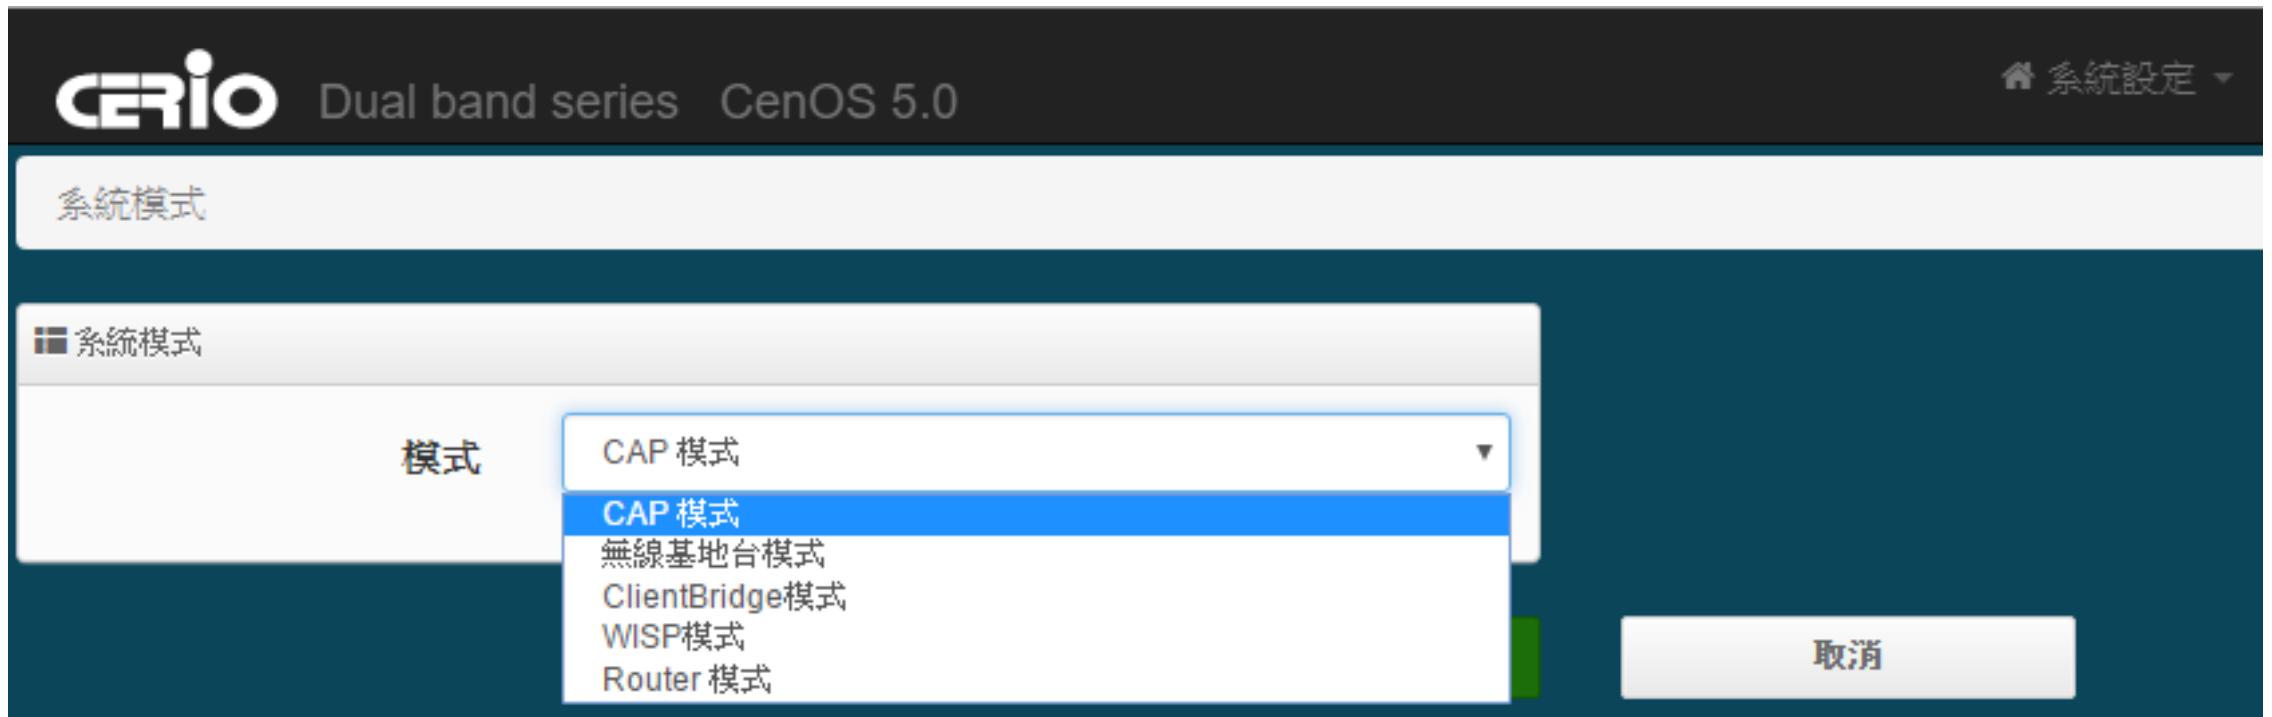 CERIO Dual band series CenOS 5.0 系統設定
系統模式
系統模式
模式 CAP 模式
CAP 模式
無線基地台模式
ClientBridge模式
WISP模式
Router 模式
取消